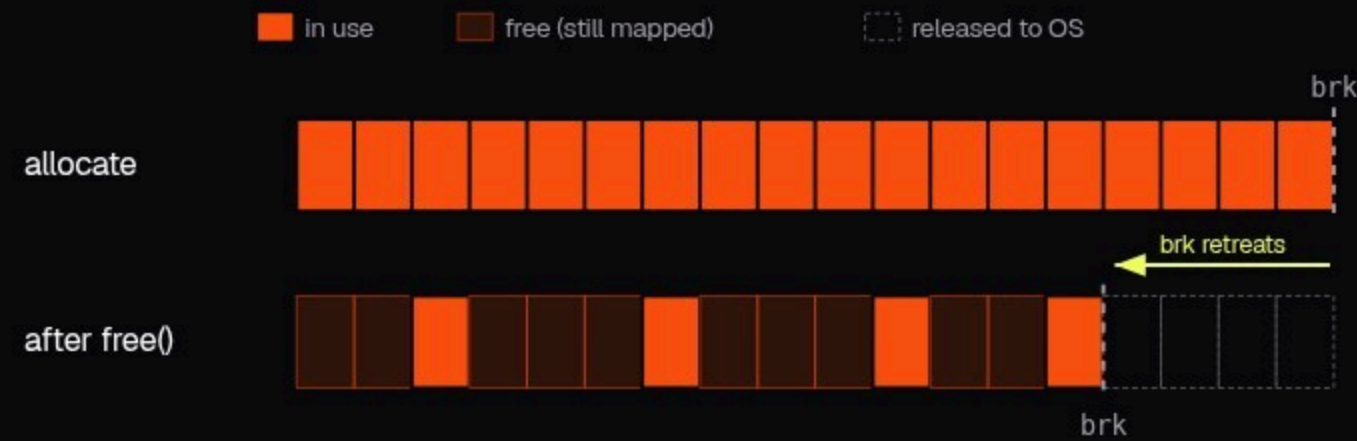 in use free (still mapped) released to OS
brk
allocate
brk retreats
after free()
brk